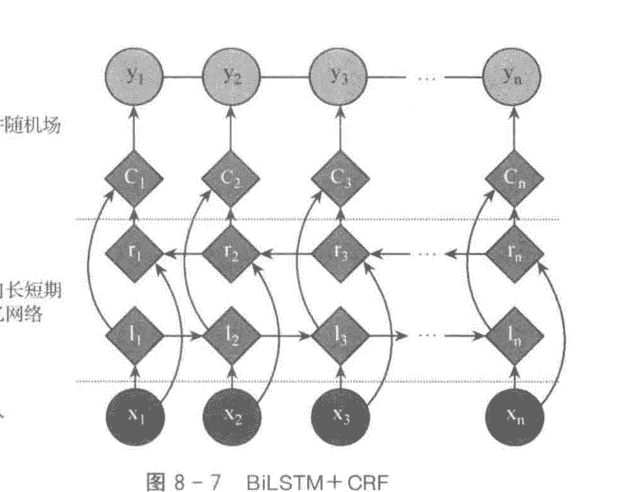 y1 y2 y3 … yn
随机场
C1 C2 C3 Cn
r1 r2 r3 … rn
长短期
网络
l1 l2 l3 … ln
x1 x2 x3 xn
图 8-7 BiLSTM+CRF